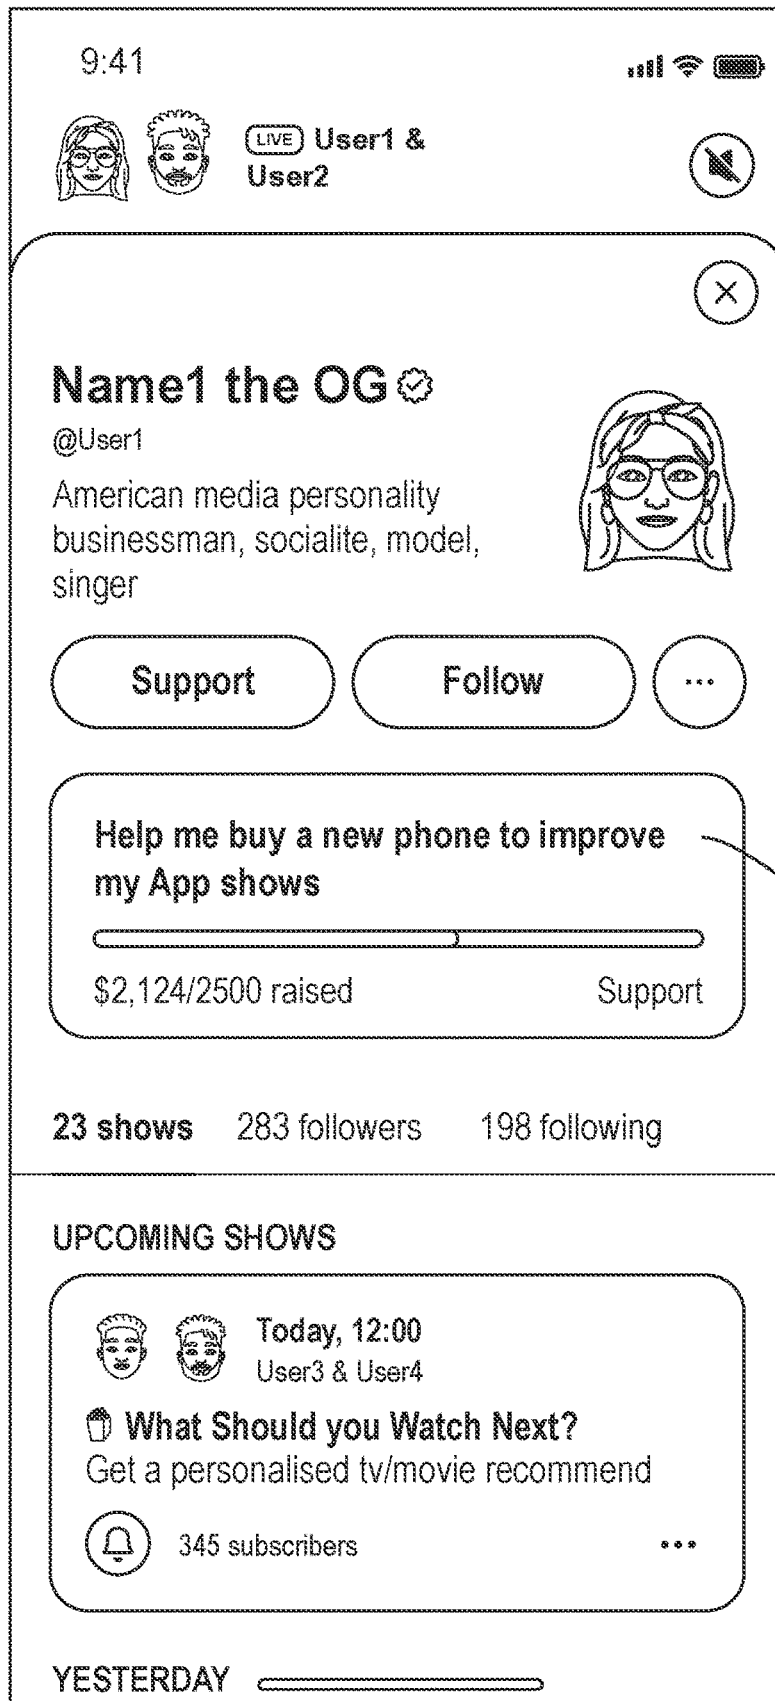 9:41
LIVE User1 &
User2
Name1 the OG
@User1
American media personality
businessman, socialite, model,
singer
Support
Follow
...
Help me buy a new phone to improve
my App shows
$2,124/2500 raised
Support
23 shows
283 followers
198 following
UPCOMING SHOWS
Today, 12:00
User3 & User4
What Should you Watch Next?
Get a personalised tv/movie recommend
345 subscribers
...
YESTERDAY